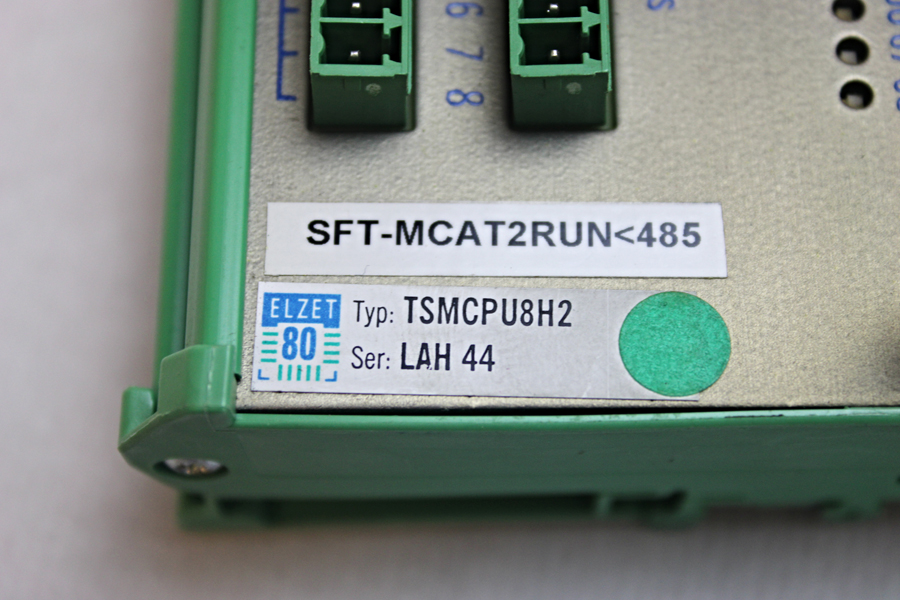 6
7
8
SFT-MCAT2RUN<485
ELZET
80
Typ: TSMCPU8H2
Ser: LAH 44